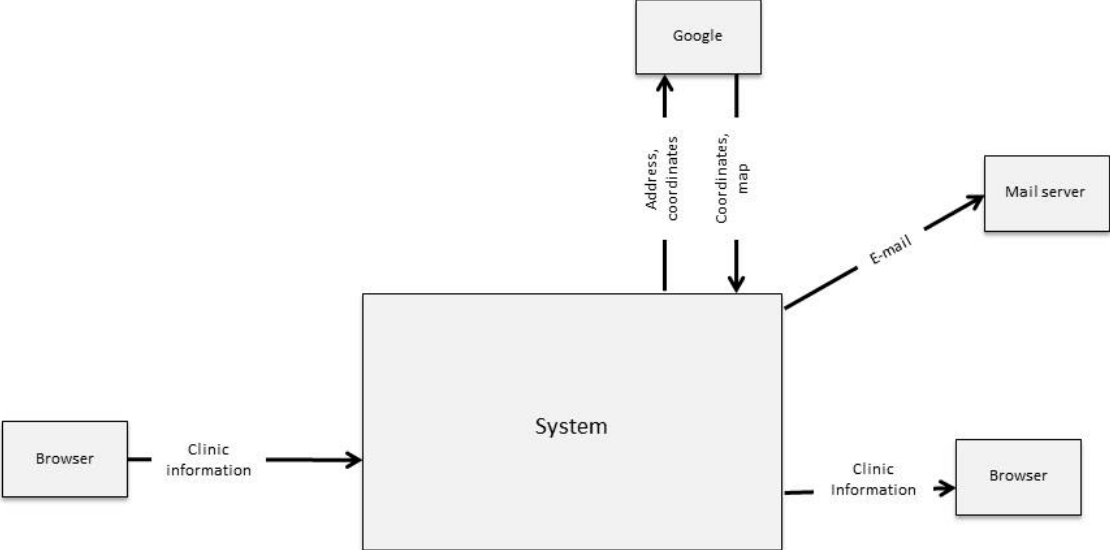 Google
Address,
coordinates
Coordinates,
map
Mail server
E-mail
System
Browser
Clinic
information
Clinic
Information
Browser